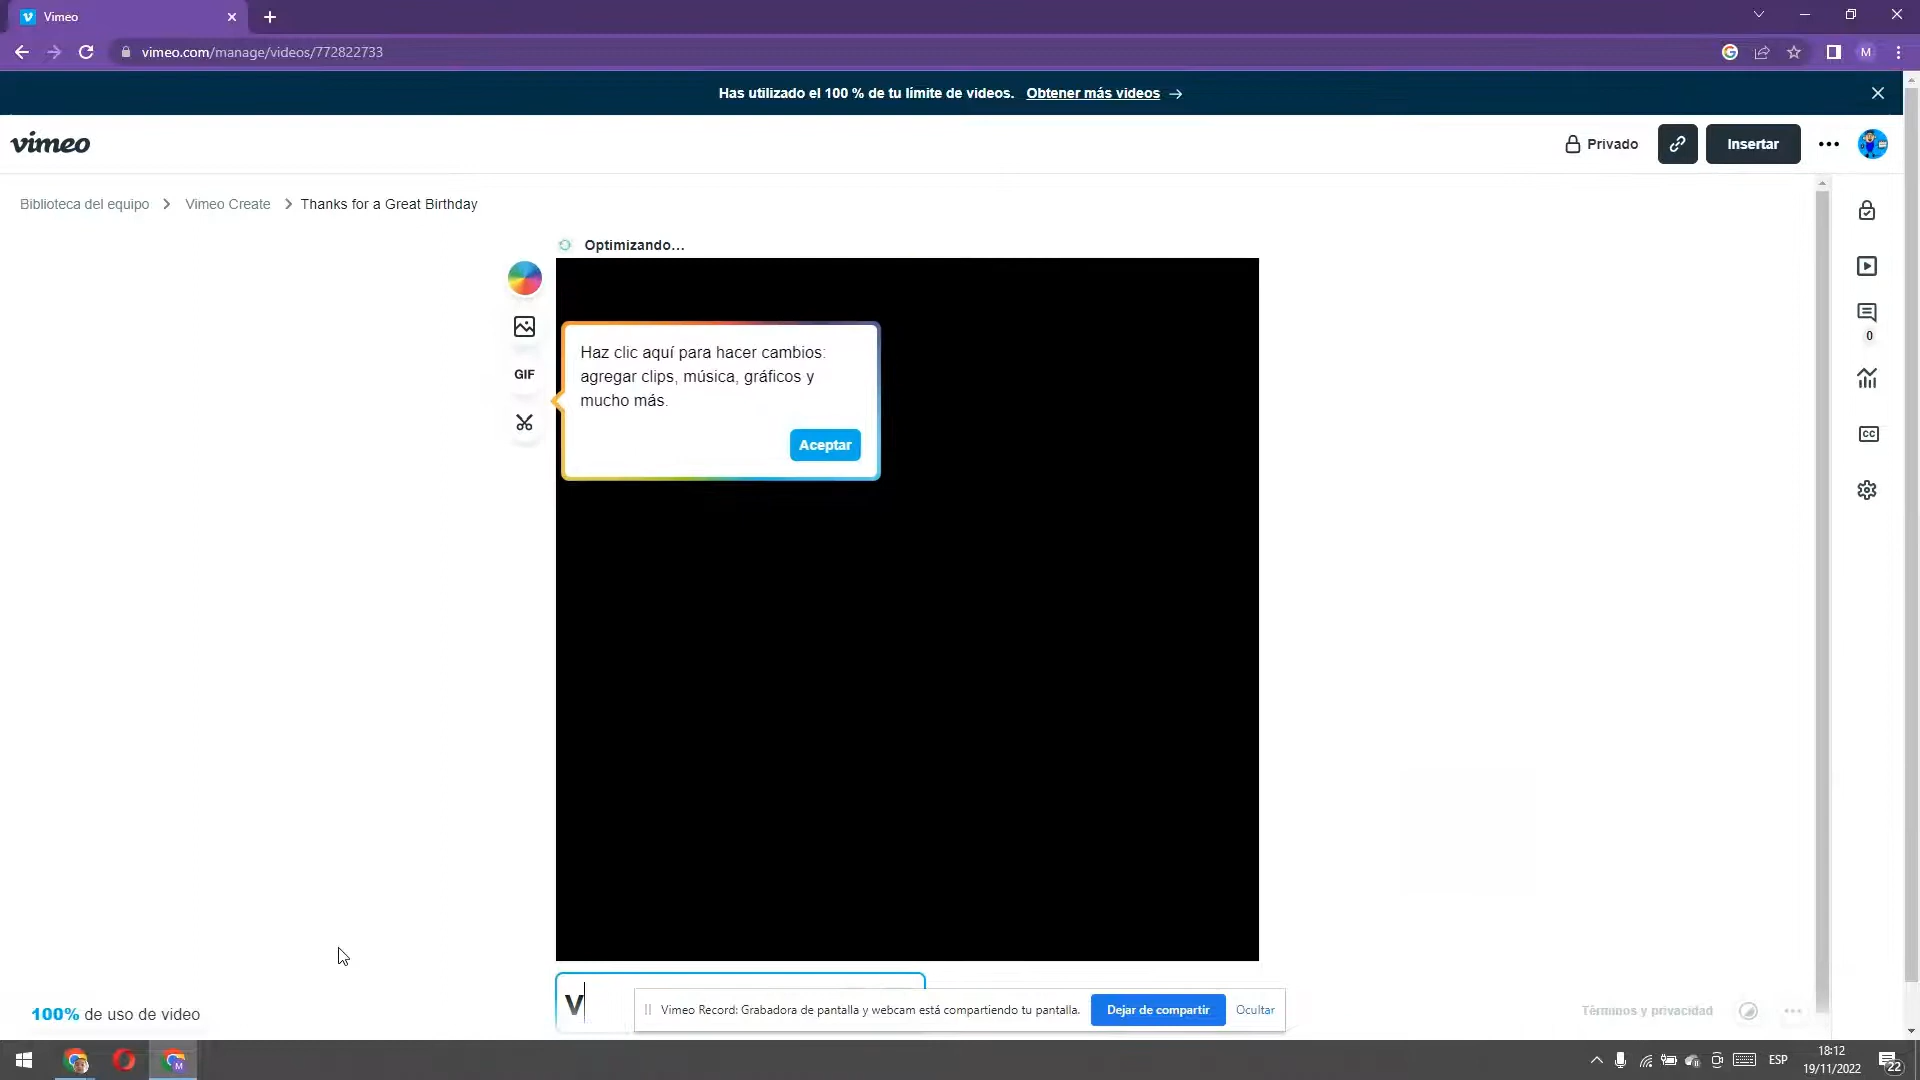 Vimeo
vimeo.com/manage/videos/772822733
M
Has utilizado el 100 % de tu límite de videos. Obtener más videos →
vimeo
Privado
Insertar
Biblioteca del equipo > Vimeo Create > Thanks for a Great Birthday
Optimizando...
Haz clic aquí para hacer cambios:
agregar clips, música, gráficos y
mucho más.
Aceptar
GIF
0
CC
V
Vimeo Record: Grabadora de pantalla y webcam está compartiendo tu pantalla.
Dejar de compartir
Ocultar
100% de uso de video
Términos y privacidad
ESP
18:12
19/11/2022
22